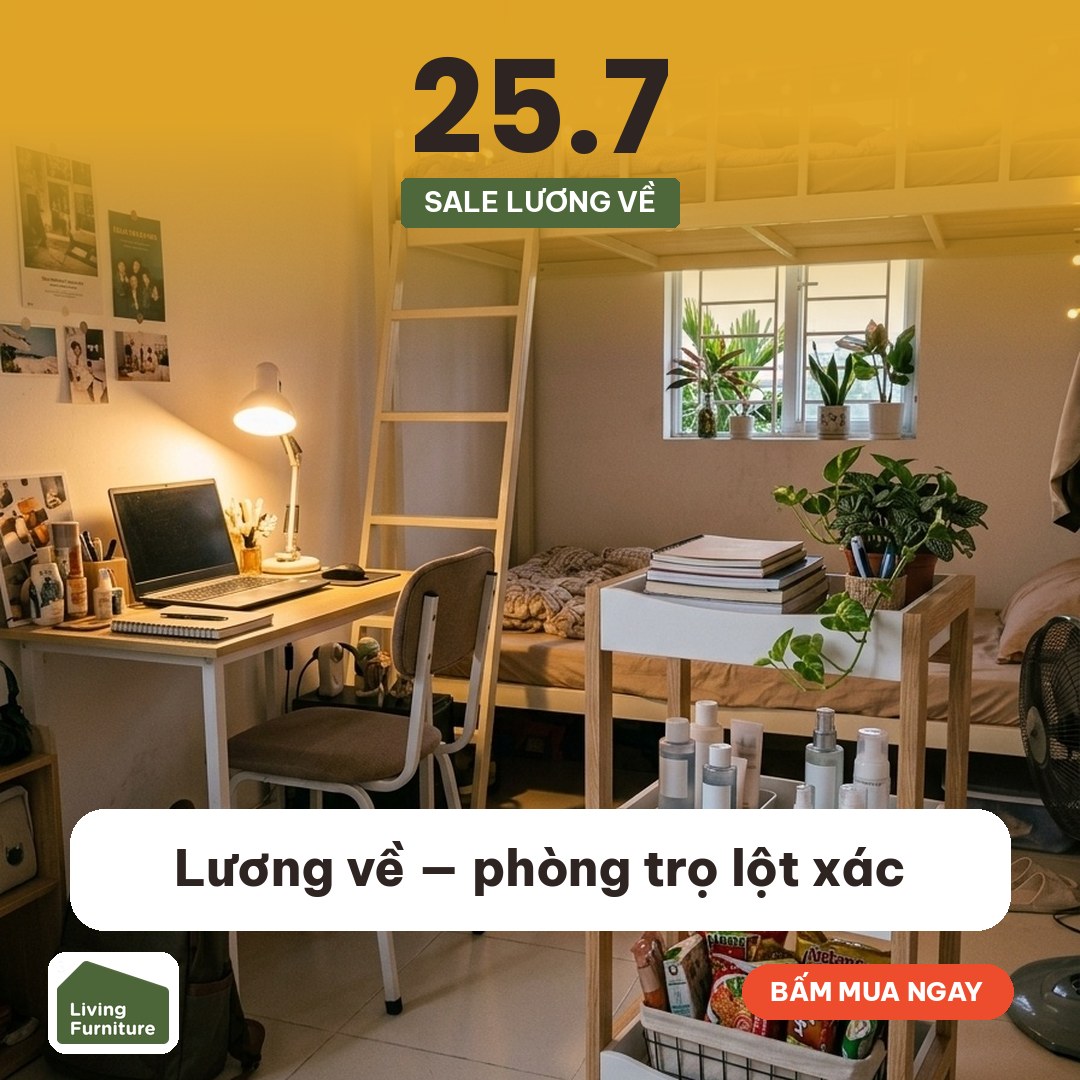 25.7
SALE LƯƠNG VỀ
Lương về — phòng trọ lột xác
Living
Furniture
BẤM MUA NGAY